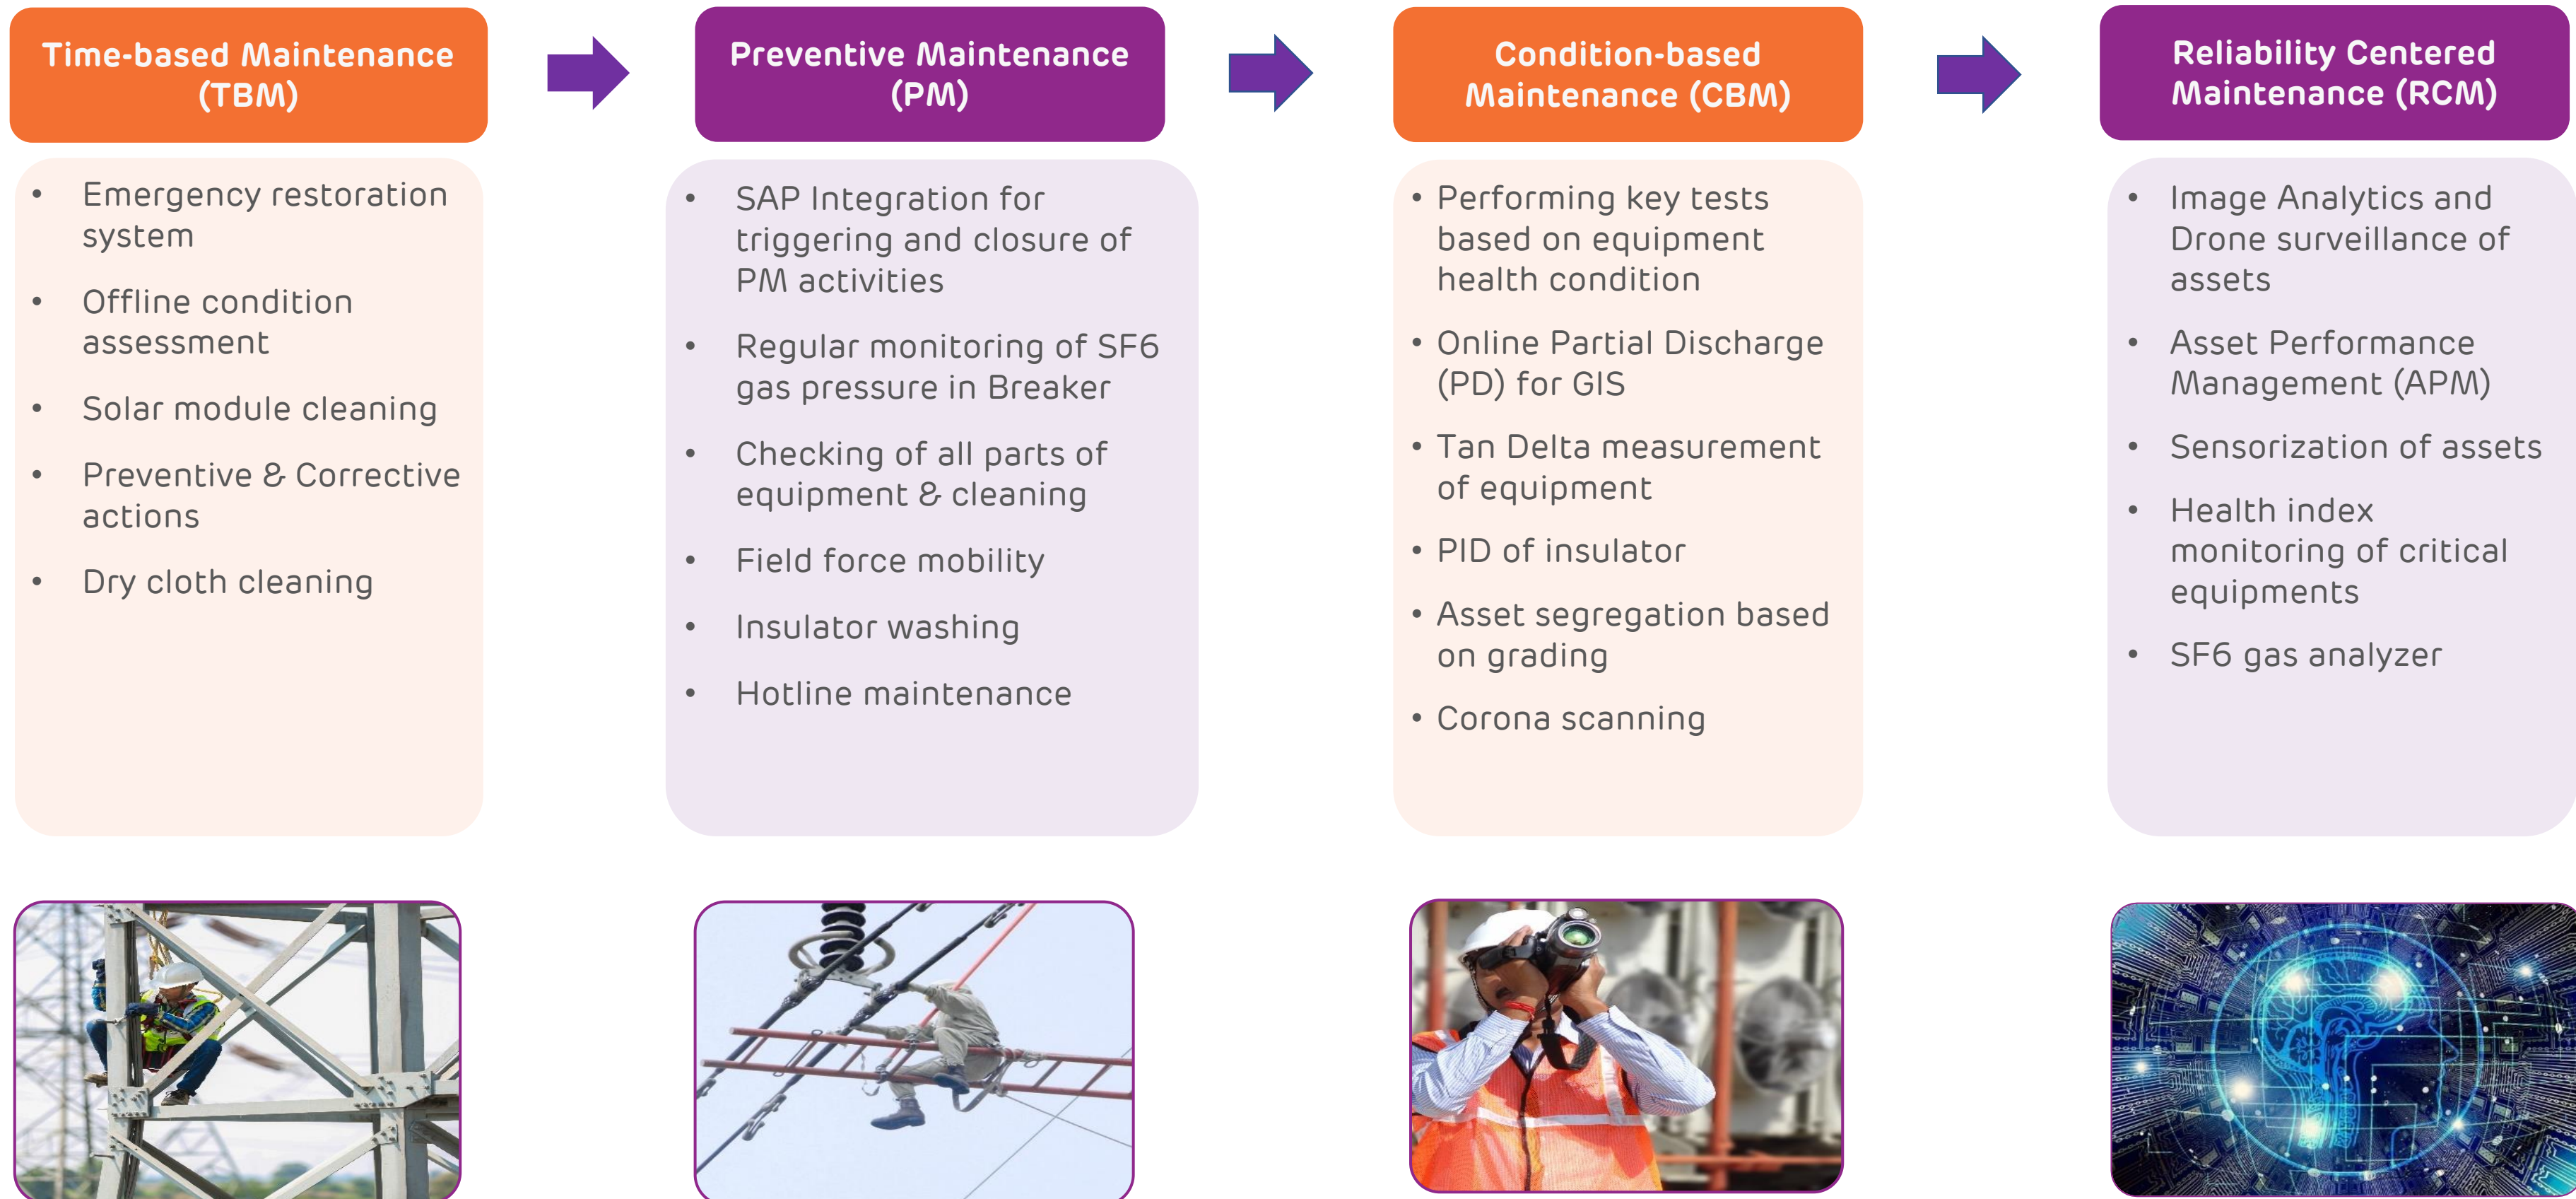 Time-based Maintenance
(TBM)
Preventive Maintenance
(PM)
Condition-based
Maintenance (CBM)
Reliability Centered
Maintenance (RCM)
• Emergency restoration
system
• Offline condition
assessment
• Solar module cleaning
• Preventive & Corrective
actions
• Dry cloth cleaning
• SAP Integration for
triggering and closure of
PM activities
• Regular monitoring of SF6
gas pressure in Breaker
• Checking of all parts of
equipment & cleaning
• Field force mobility
• Insulator washing
• Hotline maintenance
• Performing key tests
based on equipment
health condition
• Online Partial Discharge
(PD) for GIS
• Tan Delta measurement
of equipment
• PID of insulator
• Asset segregation based
on grading
• Corona scanning
• Image Analytics and
Drone surveillance of
assets
• Asset Performance
Management (APM)
• Sensorization of assets
• Health index
monitoring of critical
equipments
• SF6 gas analyzer